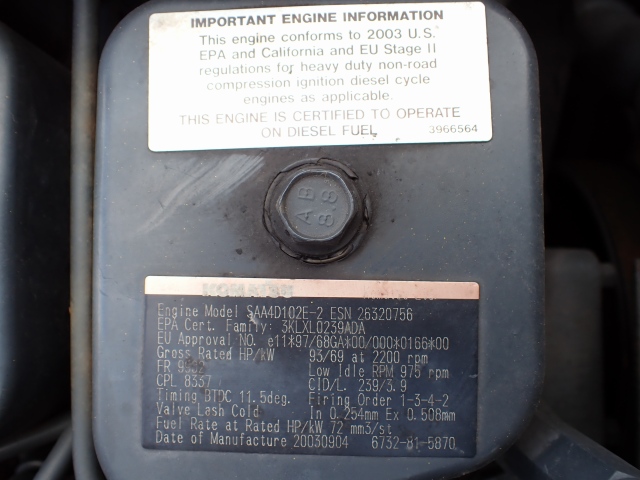 IMPORTANT ENGINE INFORMATION
This engine conforms to 2003 U.S.
EPA and California and EU Stage II
regulations for heavy duty non-road
compression ignition diesel cycle
engines as applicable.
THIS ENGINE IS CERTIFIED TO OPERATE
ON DIESEL FUEL 3966564
AB
88
KOMATSU
Engine Model SAA4D102E-2 ESN 26320756
EPA Cert. Family: 3KLXL0239ADA
EU Approval NO. e11*97/68GA*00/000*0166*00
Gross Rated HP/kW 93/69 at 2200 rpm
FR Low Idle RPM 975 rpm
CPL 8337 CID/L. 239/3.9
Timing BTDC 11.5deg. Firing Order 1-3-4-2
Valve Lash Cold In 0.254mm Ex 0.508mm
Fuel Rate at Rated HP/kW 72 mm3/st
Date of Manufacture 20030904 6732-81-5870